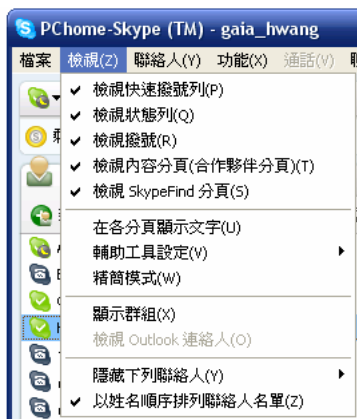 PChome-Skype (TM) - gaia_hwang
檔案 檢視(Z) 聯絡人(Y) 功能(X) 通話(V)
檢視快速撥號列(P)
檢視狀態列(Q)
檢視撥號(R)
檢視內容分頁(合作夥伴分頁)(T)
檢視 SkypeFind 分頁(S)
在各分頁顯示文字(U)
輔助工具設定(V)
精簡模式(W)
顯示群組(X)
檢視 Outlook 連絡人(O)
隱藏下列聯絡人(Y)
以姓名順序排列聯絡人名單(Z)